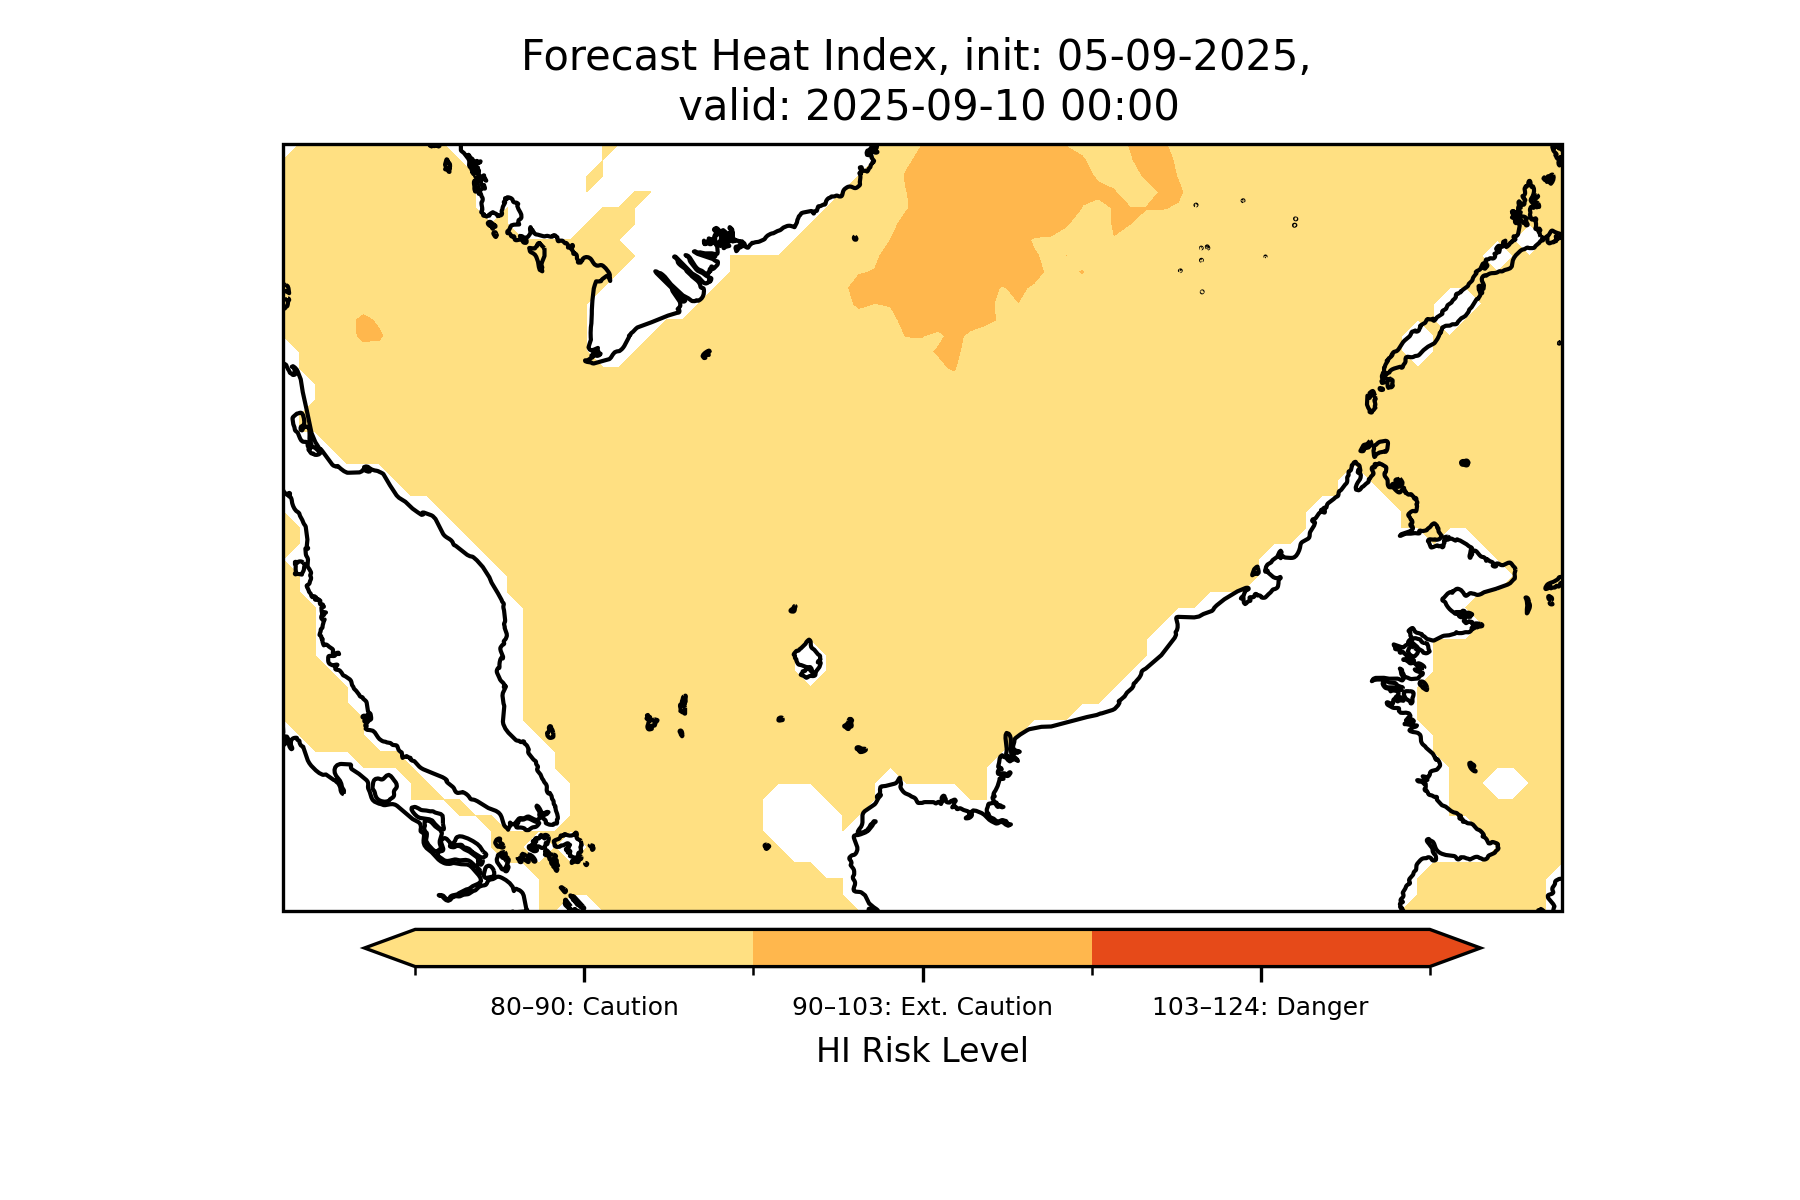 Forecast Heat Index, init: 05-09-2025,
valid: 2025-09-10 00:00
80–90: Caution
90–103: Ext. Caution
103–124: Danger
HI Risk Level